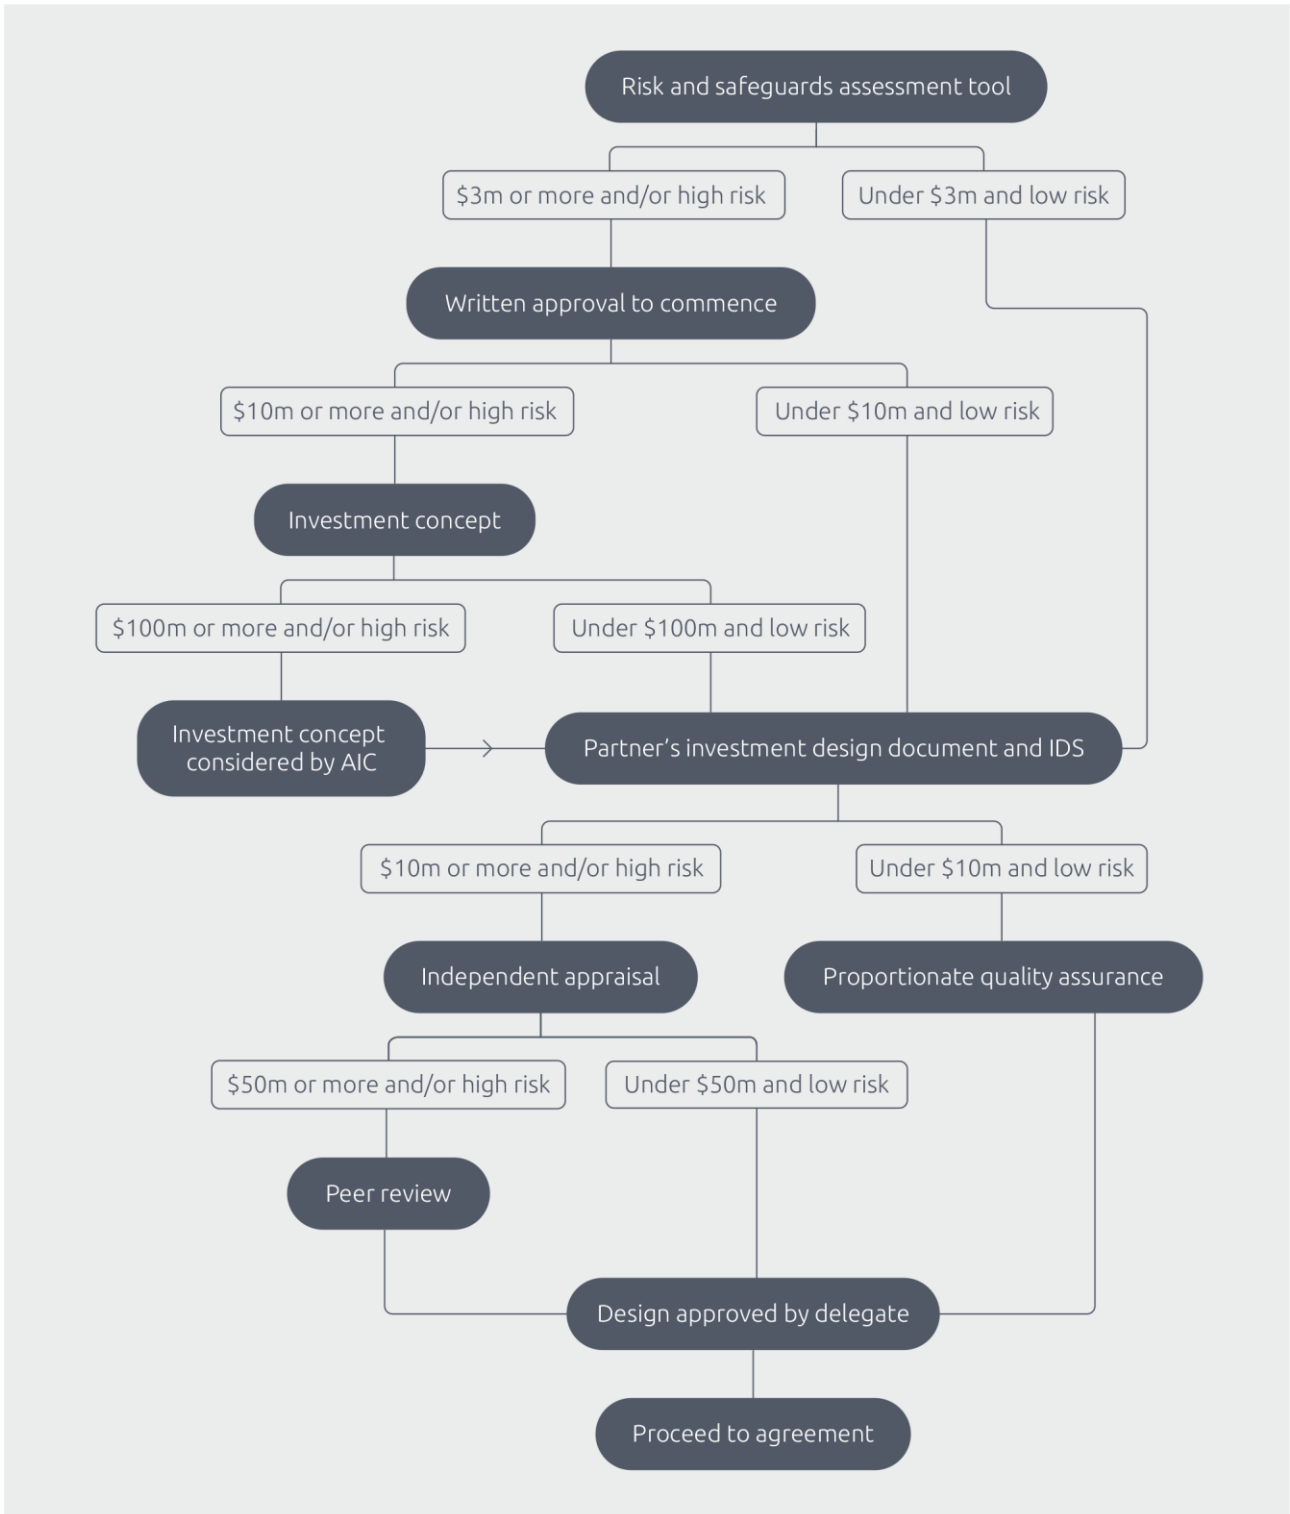 Risk and safeguards assessment tool
$3m or more and/or high risk
Under $3m and low risk
Written approval to commence
$10m or more and/or high risk
Under $10m and low risk
Investment concept
$100m or more and/or high risk
Under $100m and low risk
Investment concept
considered by AIC
Partner’s investment design document and IDS
$10m or more and/or high risk
Under $10m and low risk
Independent appraisal
Proportionate quality assurance
$50m or more and/or high risk
Under $50m and low risk
Peer review
Design approved by delegate
Proceed to agreement